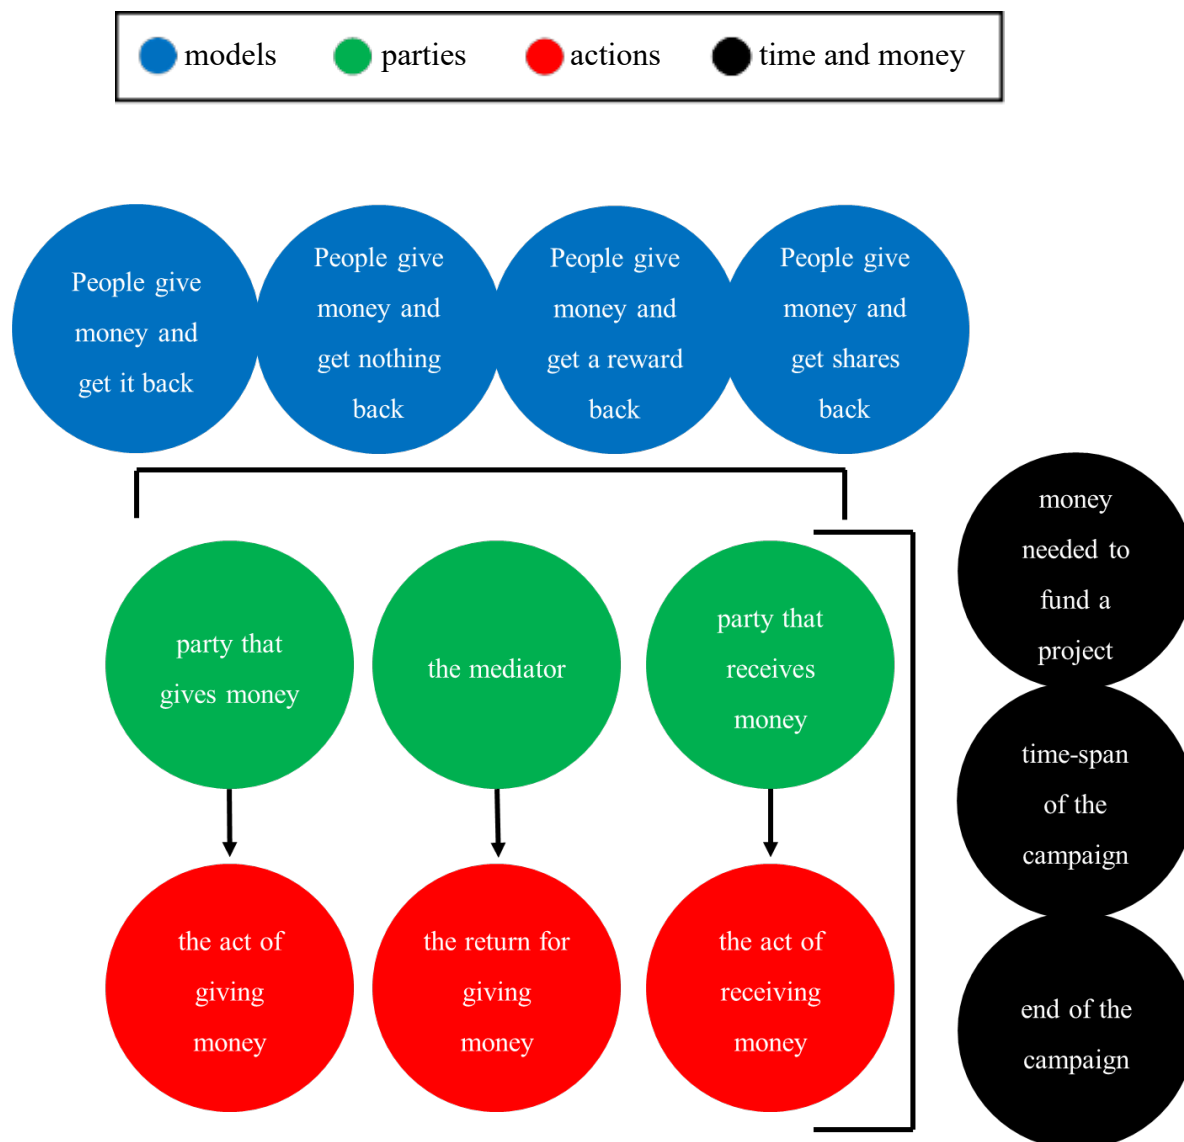 models parties actions time and money
People give
money and
get it back
People give
money and
get nothing
back
People give
money and
get a reward
back
People give
money and
get shares
back
money
needed to
fund a
project
party that
gives money
the mediator
party that
receives
money
time-span
of the
campaign
the act of
giving
money
the return for
giving
money
the act of
receiving
money
end of the
campaign